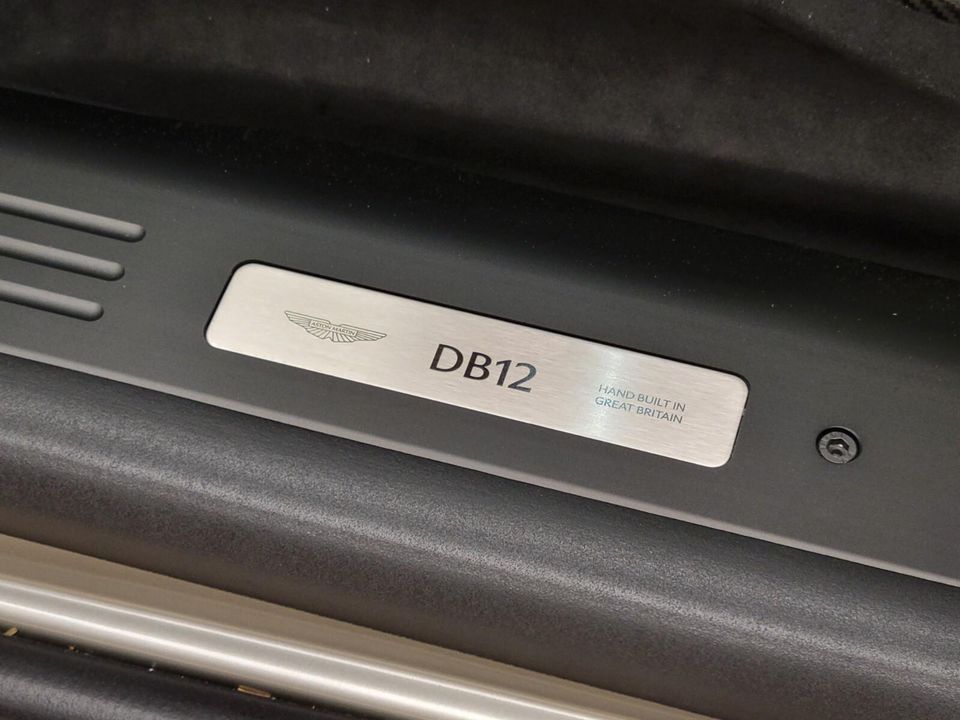 ASTON MARTIN
DB12
HAND BUILT IN
GREAT BRITAIN